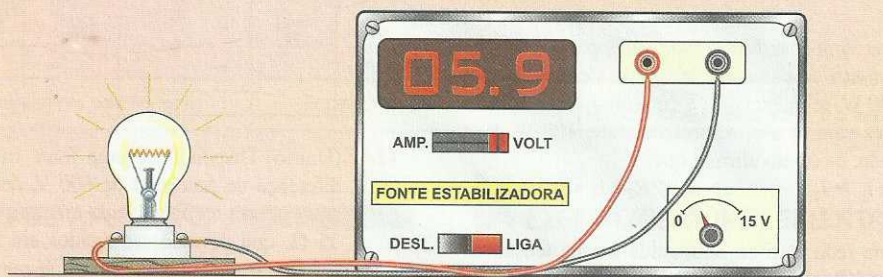 05.9
AMP. VOLT
FONTE ESTABILIZADORA
DESL. LIGA
0 15 V